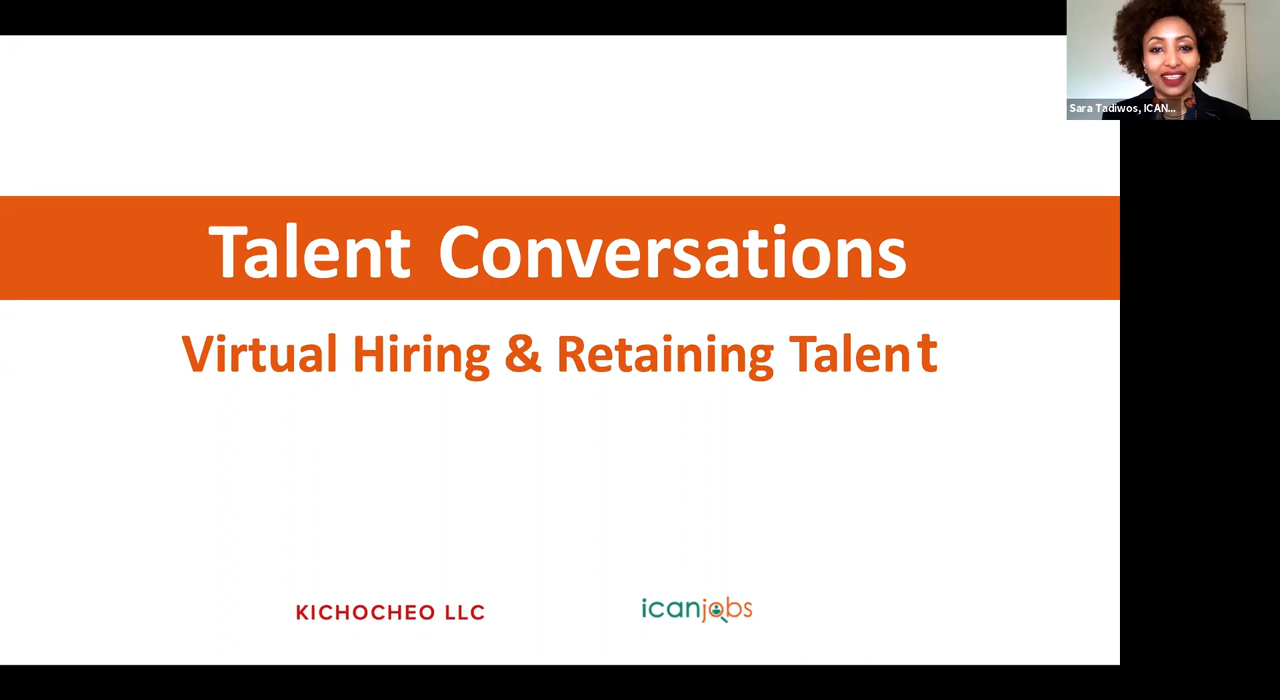 Sara Tadiwos, ICAN...
Talent Conversations
Virtual Hiring & Retaining Talent
KICHOCHEO LLC
icanjobs